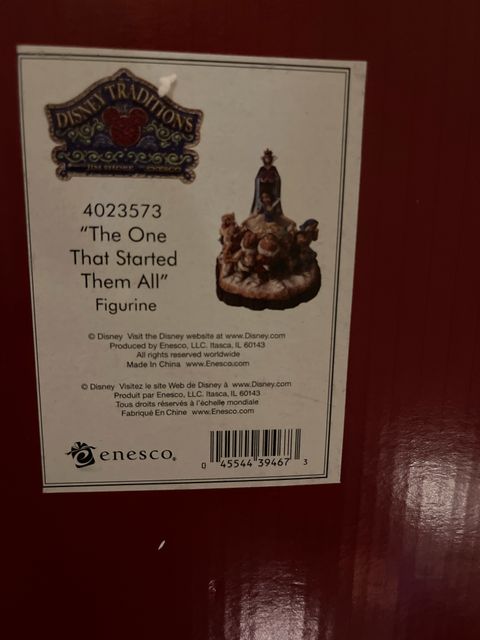 DISNEY TRADITIONS
JIM SHORE ENESCO
4023573
"The One
That Started
Them All"
Figurine
© Disney Visit the Disney website at www.Disney.com
Produced by Enesco, LLC. Itasca, IL 60143
All rights reserved worldwide
Made In China www.Enesco.com
© Disney Visitez le site Web de Disney à www.Disney.com
Produit par Enesco, LLC. Itasca, IL 60143
Tous droits réservés à l'échelle mondiale
Fabriqué En Chine www.Enesco.com
enesco®
0 45544 39467 3